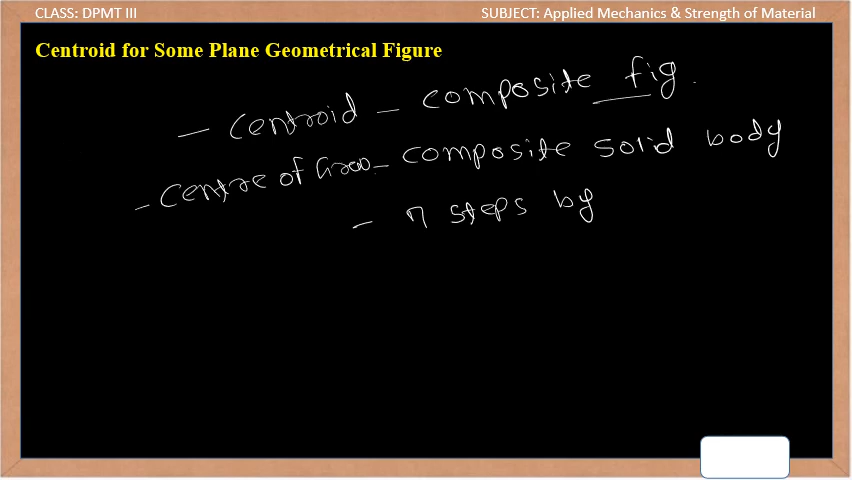 CLASS: DPMT III SUBJECT: Applied Mechanics & Strength of Material
Centroid for Some Plane Geometrical Figure
- Centroid - composite fig.
- centre of - composite solid body
- steps by